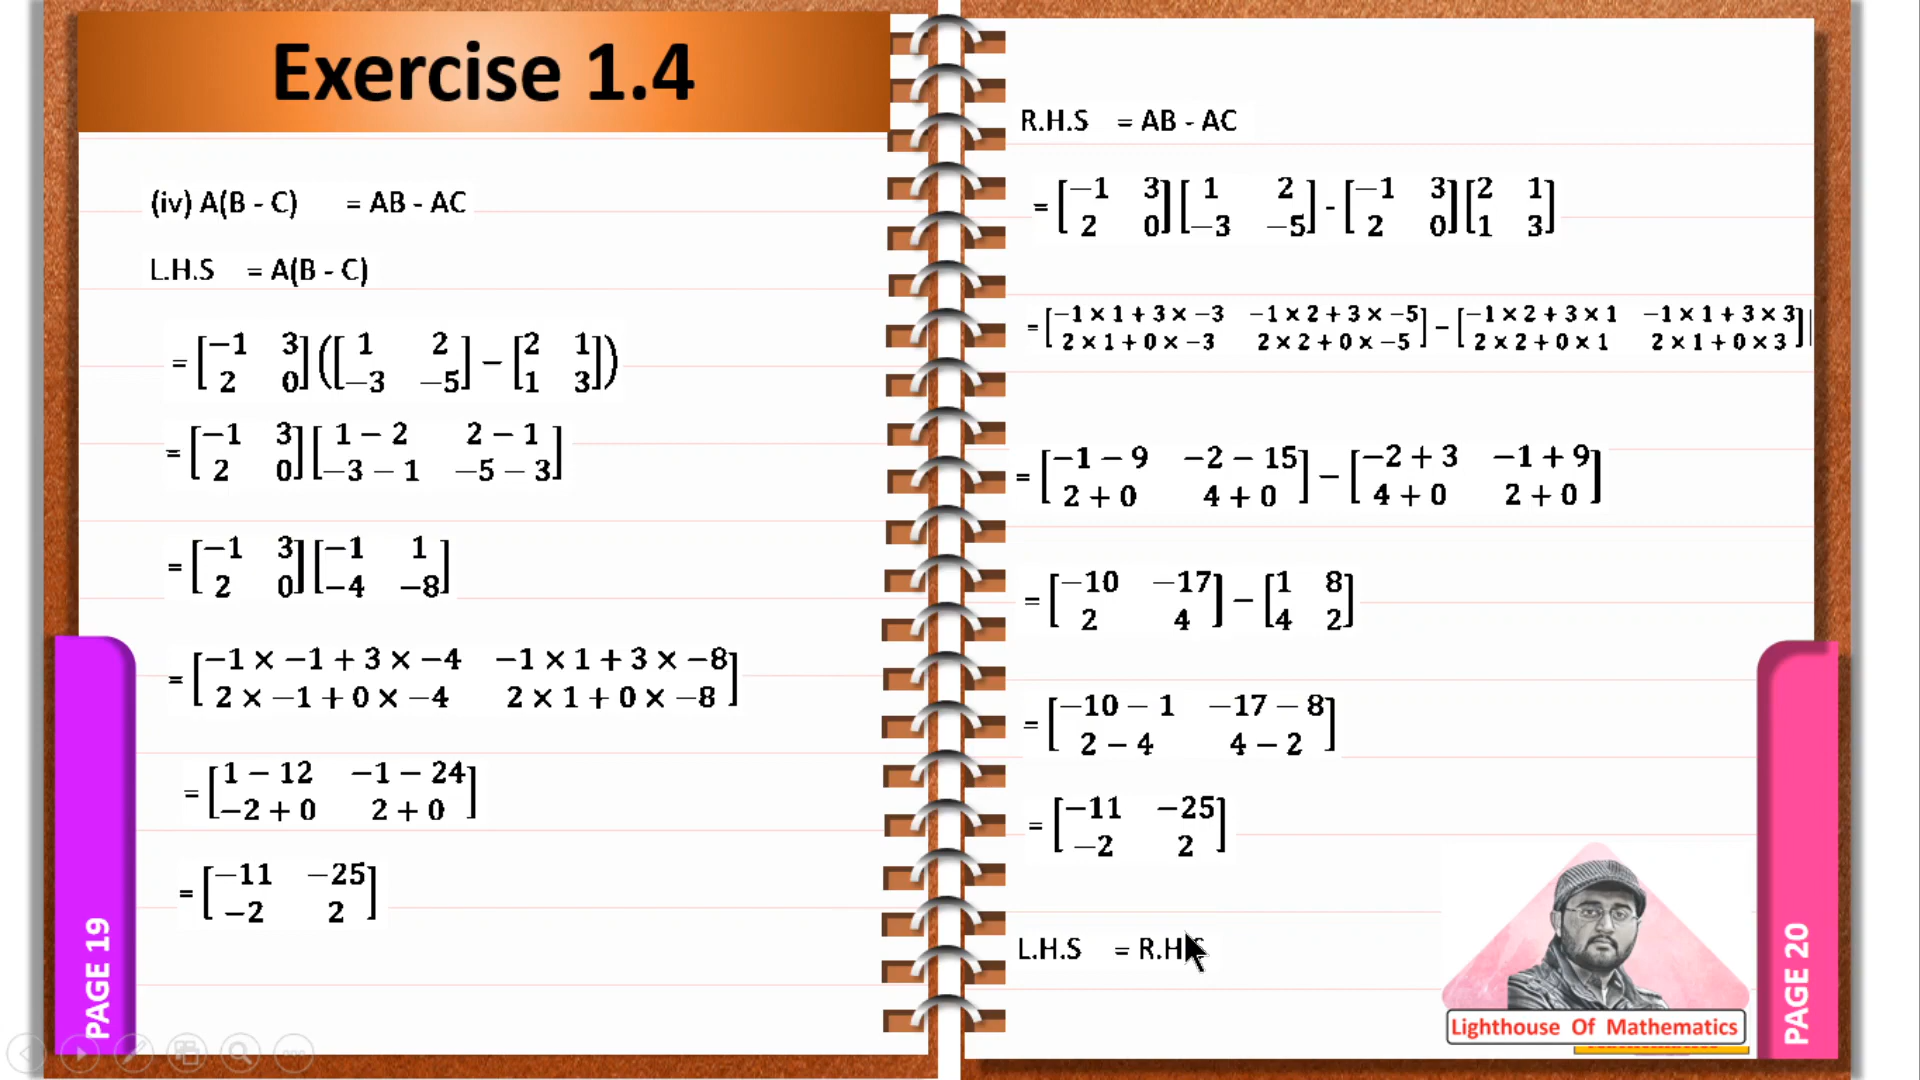 Exercise 1.4
(iv) A(B - C) = AB - AC
L.H.S = A(B - C)
= [−1 3; 2 0]([1 2; −3 −5] − [2 1; 1 3])
= [−1 3; 2 0][1 − 2 2 − 1; −3 − 1 −5 − 3]
= [−1 3; 2 0][−1 1; −4 −8]
= [−1 × −1 + 3 × −4 −1 × 1 + 3 × −8; 2 × −1 + 0 × −4 2 × 1 + 0 × −8]
= [1 − 12 −1 − 24; −2 + 0 2 + 0]
= [−11 −25; −2 2]
PAGE 19
R.H.S = AB - AC
= [−1 3; 2 0][1 2; −3 −5] - [−1 3; 2 0][2 1; 1 3]
= [−1 × 1 + 3 × −3 −1 × 2 + 3 × −5; 2 × 1 + 0 × −3 2 × 2 + 0 × −5] − [−1 × 2 + 3 × 1 −1 × 1 + 3 × 3; 2 × 2 + 0 × 1 2 × 1 + 0 × 3]
= [−1 − 9 −2 − 15; 2 + 0 4 + 0] − [−2 + 3 −1 + 9; 4 + 0 2 + 0]
= [−10 −17; 2 4] − [1 8; 4 2]
= [−10 − 1 −17 − 8; 2 − 4 4 − 2]
= [−11 −25; −2 2]
L.H.S = R.H.S
Lighthouse Of Mathematics
PAGE 20